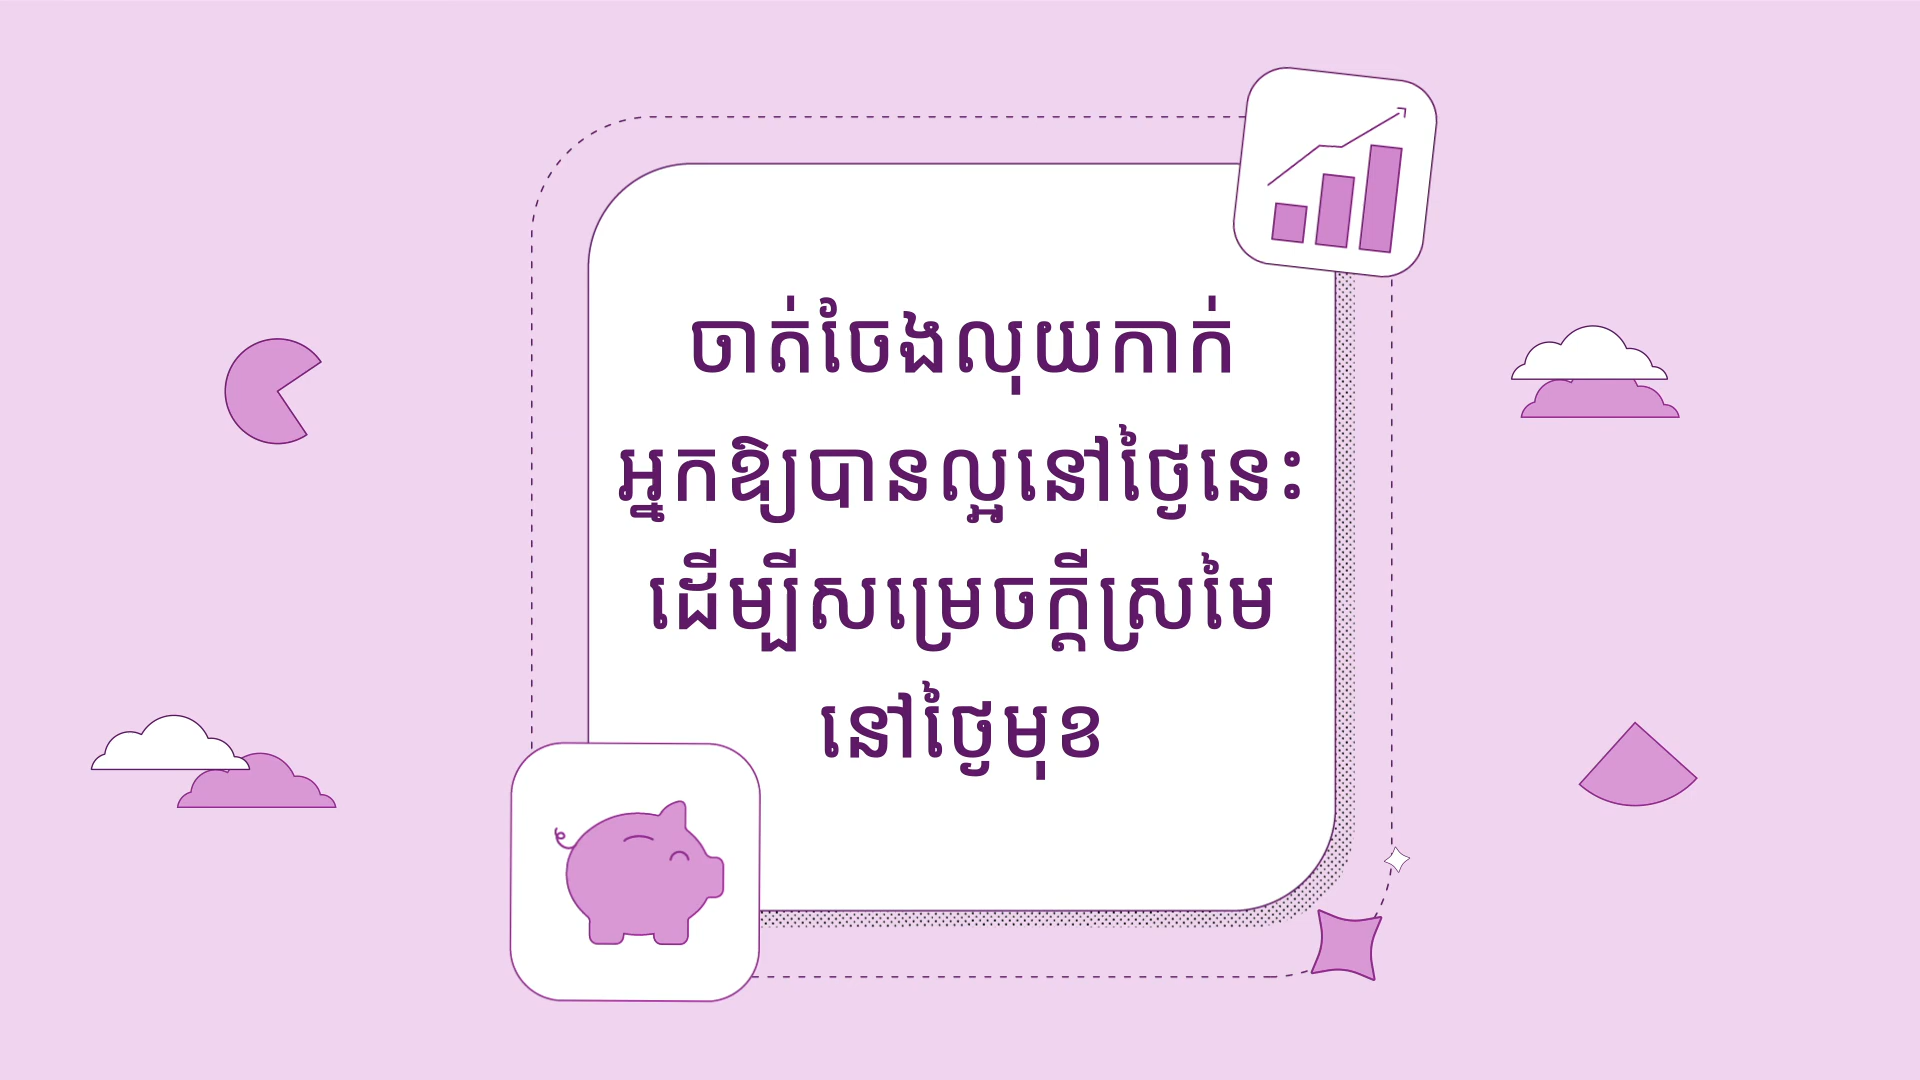 ចាត់ចែងលុយកាក់
អ្នកឱ្យបានល្អនៅថ្ងៃនេះ
ដើម្បីសម្រេចក្តីស្រមៃ
នៅថ្ងៃមុខ